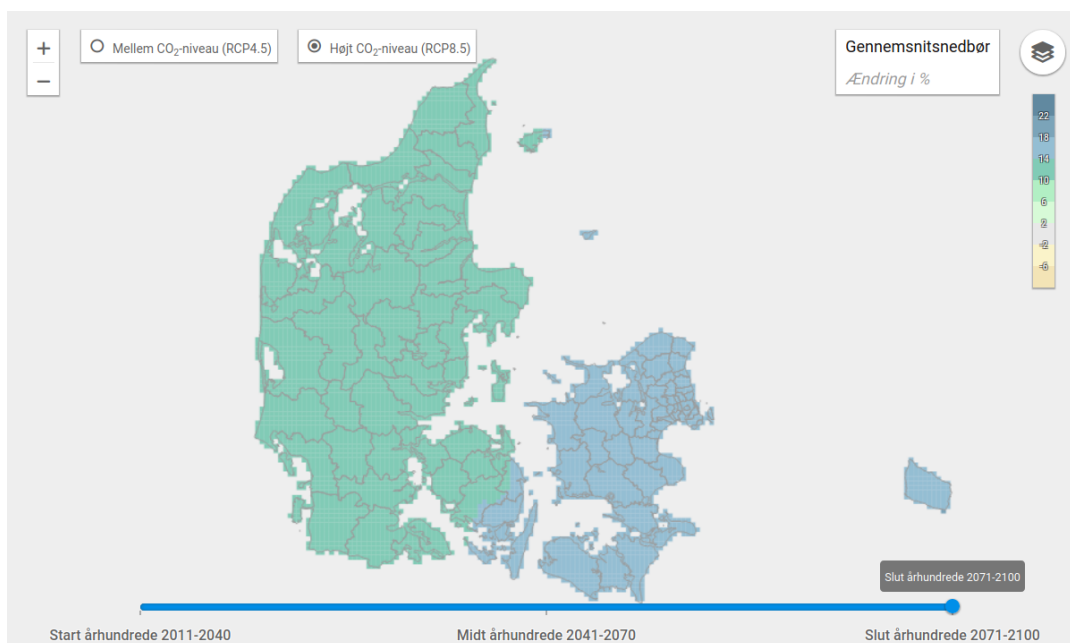 +
−
Mellem CO₂-niveau (RCP4.5)
Højt CO₂-niveau (RCP8.5)
Gennemsnitsnedbør
Ændring i %
22
18
14
10
6
2
-2
-6
Slut århundrede 2071-2100
Start århundrede 2011-2040
Midt århundrede 2041-2070
Slut århundrede 2071-2100